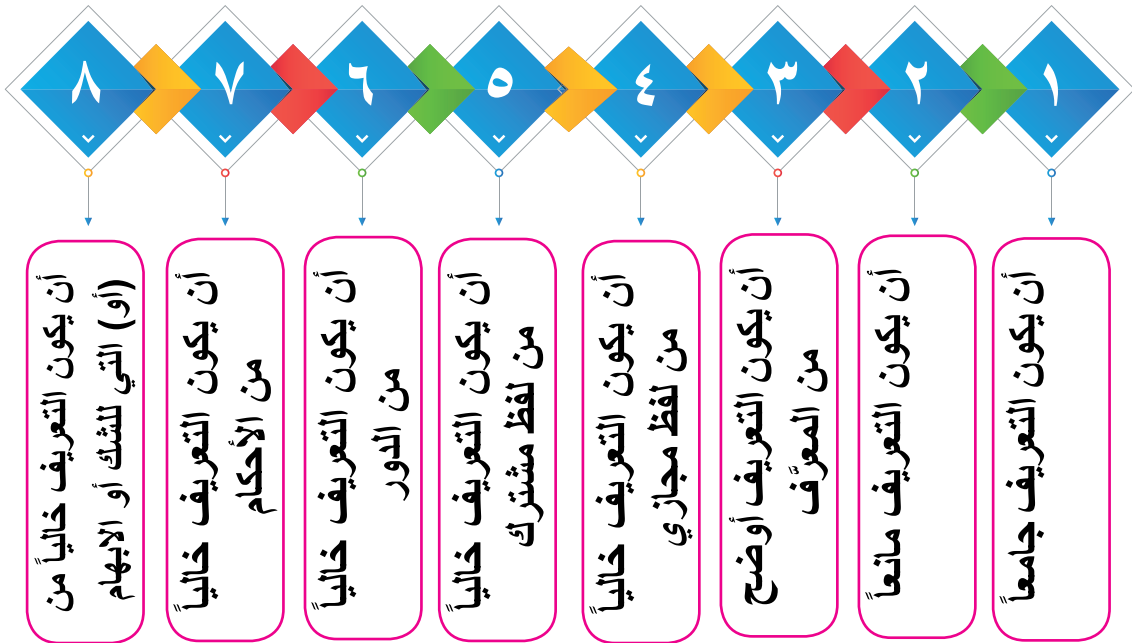 ١
٢
٣
٤
٥
٦
٧
٨
أن يكون التعريف جامعاً
أن يكون التعريف مانعاً
أن يكون التعريف أوضح
من المعرَّف
أن يكون التعريف خالياً
من لفظ مجازي
أن يكون التعريف خالياً
من لفظ مشترك
أن يكون التعريف خالياً
من الدور
أن يكون التعريف خالياً
من الأحكام
أن يكون التعريف خالياً من
(أو) التي للشك أو الابهام